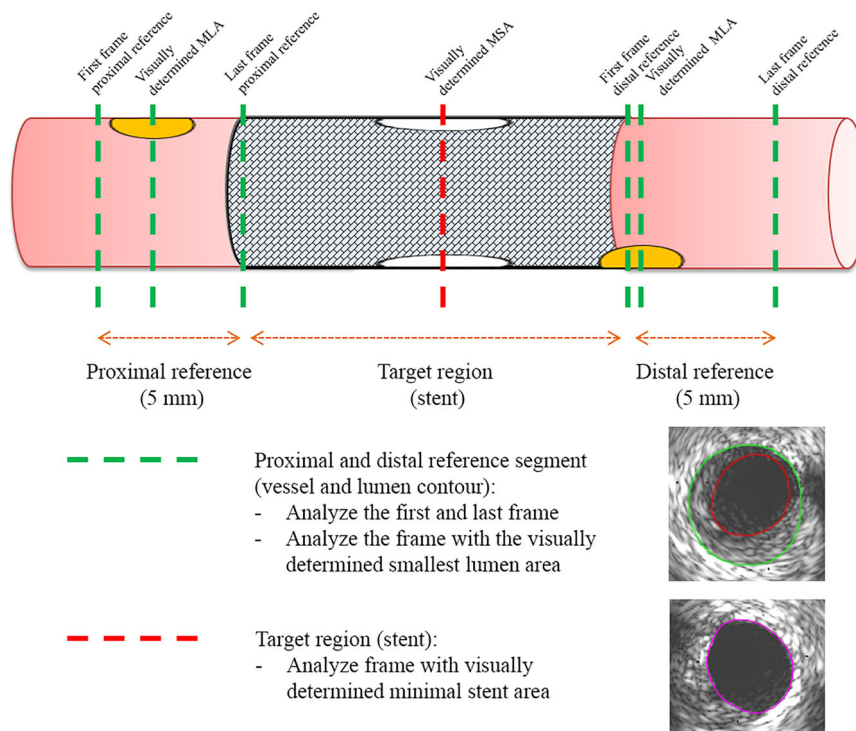 First frame
proximal reference
Visually
determined MLA
Last frame
proximal reference
Visually
determined MSA
First frame
distal reference
Visually
determined MLA
Last frame
distal reference
Proximal reference
(5 mm)
Target region
(stent)
Distal reference
(5 mm)
Proximal and distal reference segment
(vessel and lumen contour):
- Analyze the first and last frame
- Analyze the frame with the visually
determined smallest lumen area
Target region (stent):
- Analyze frame with visually
determined minimal stent area